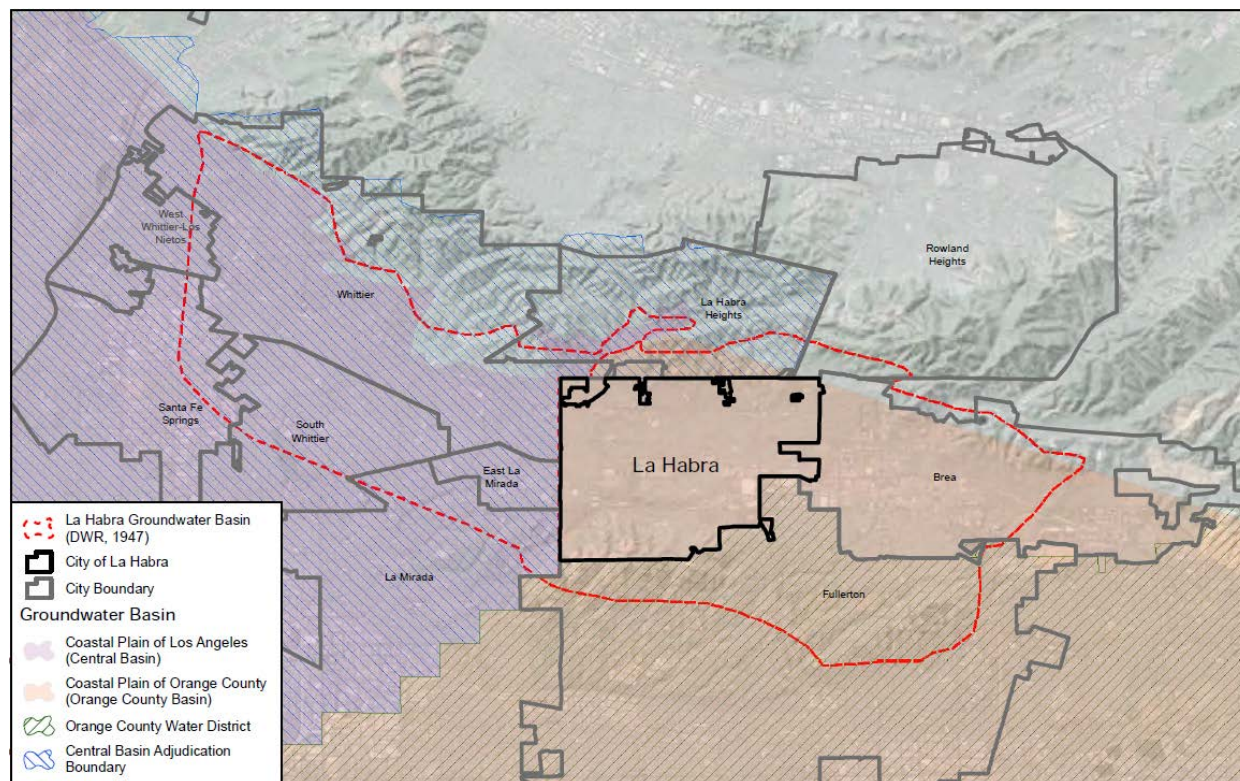 West
Whittier-Los
Nietos
Whittier
Rowland
Heights
La Habra
Heights
Santa Fe
Springs
South
Whittier
East La
Mirada
La Habra
Brea
La Mirada
Fullerton
La Habra Groundwater Basin
(DWR, 1947)
City of La Habra
City Boundary
Groundwater Basin
Coastal Plain of Los Angeles
(Central Basin)
Coastal Plain of Orange County
(Orange County Basin)
Orange County Water District
Central Basin Adjudication
Boundary